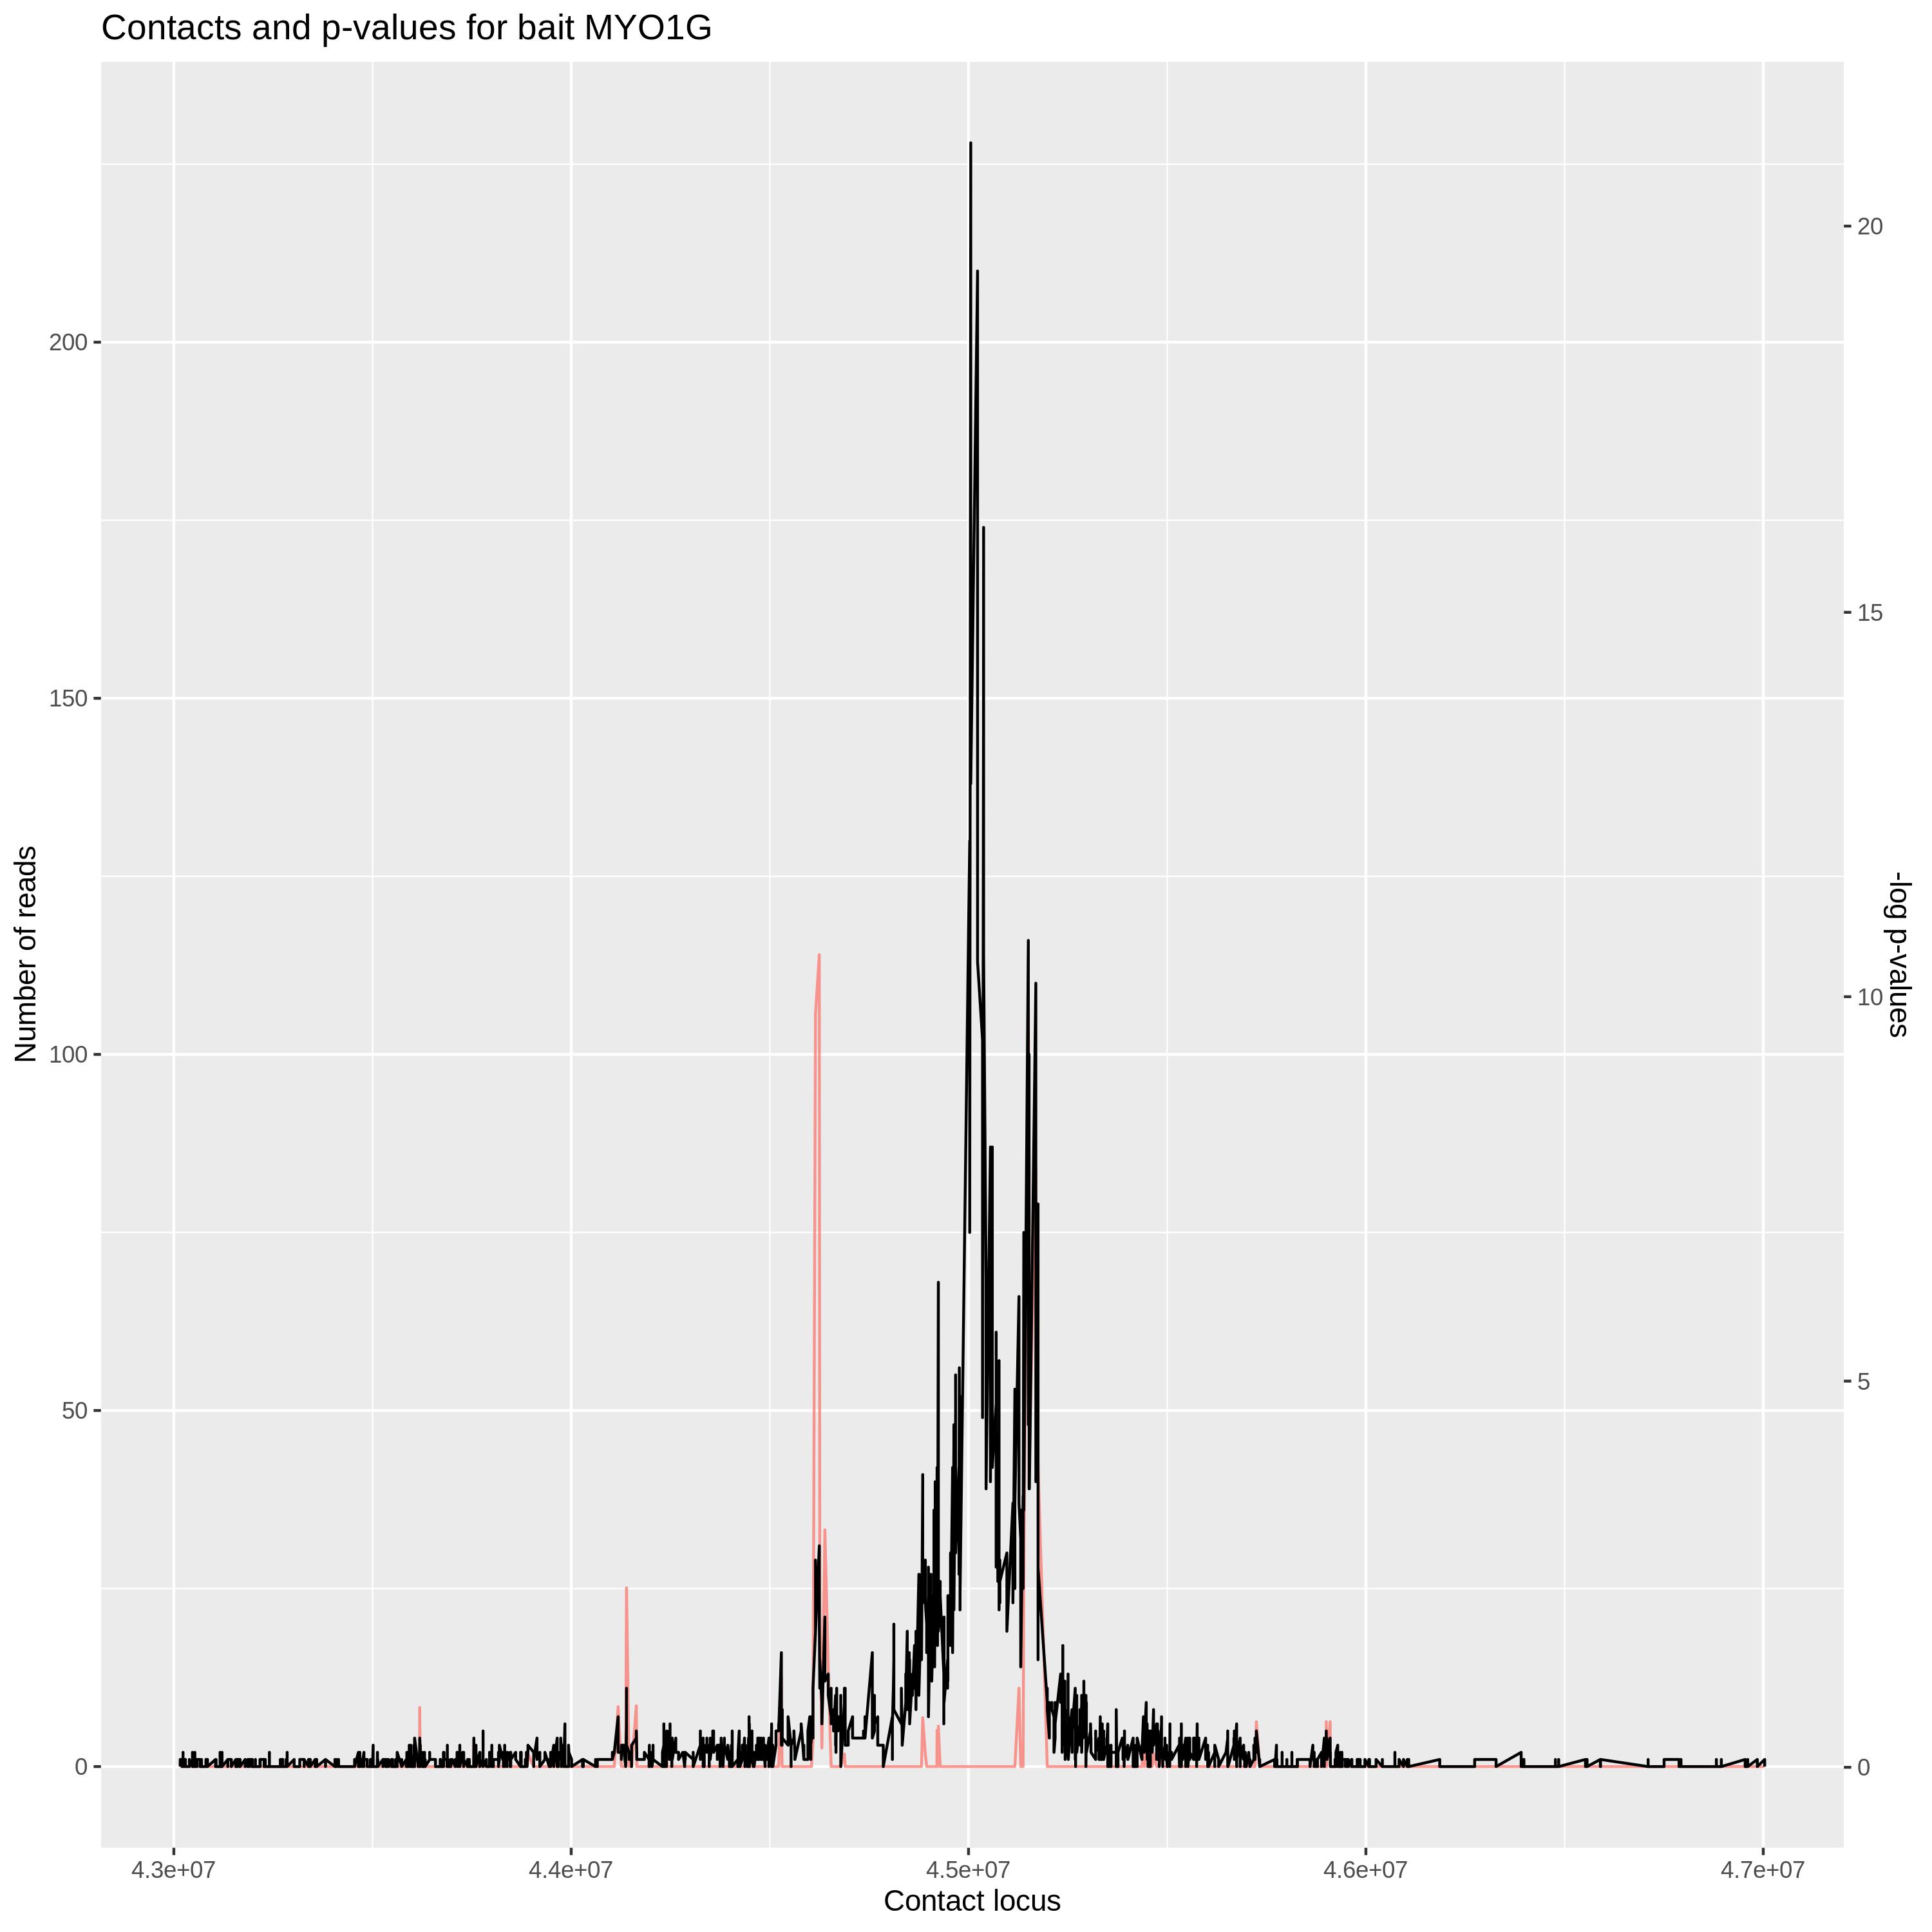 Contacts and p-values for bait MYO1G
Number of reads
200
150
100
50
0
20
15
10
5
0
-log p-values
4.3e+07 4.4e+07 4.5e+07 4.6e+07 4.7e+07
Contact locus